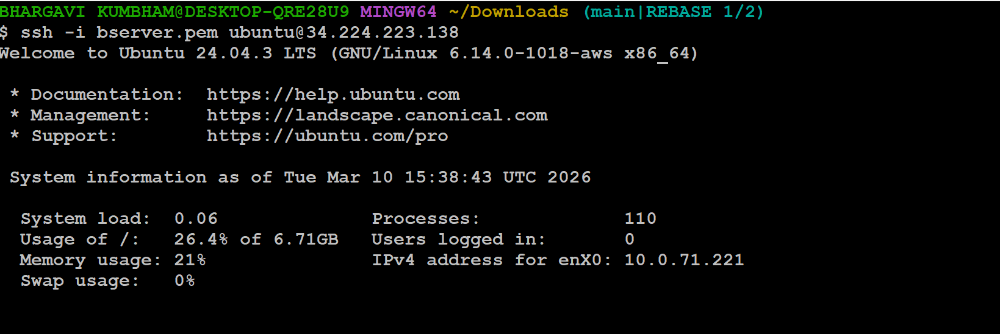 BHARGAVI KUMBHAM@DESKTOP-QRE28U9 MINGW64 ~/Downloads (main|REBASE 1/2)
$ ssh -i bserver.pem ubuntu@34.224.223.138
Welcome to Ubuntu 24.04.3 LTS (GNU/Linux 6.14.0-1018-aws x86_64)

 * Documentation:  https://help.ubuntu.com
 * Management:     https://landscape.canonical.com
 * Support:        https://ubuntu.com/pro

 System information as of Tue Mar 10 15:38:43 UTC 2026

  System load:  0.06              Processes:             110
  Usage of /:   26.4% of 6.71GB   Users logged in:       0
  Memory usage: 21%               IPv4 address for enX0: 10.0.71.221
  Swap usage:   0%